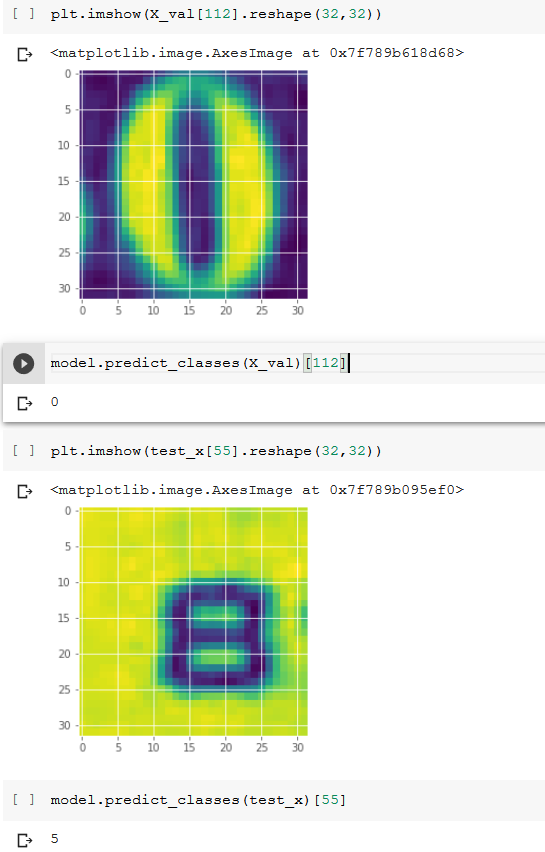 [ ] plt.imshow(X_val[112].reshape(32,32))
<matplotlib.image.AxesImage at 0x7f789b618d68>
0
5
10
15
20
25
30
0 5 10 15 20 25 30
model.predict_classes(X_val)[112]
0
[ ] plt.imshow(test_x[55].reshape(32,32))
<matplotlib.image.AxesImage at 0x7f789b095ef0>
0
5
10
15
20
25
30
0 5 10 15 20 25 30
[ ] model.predict_classes(test_x)[55]
5